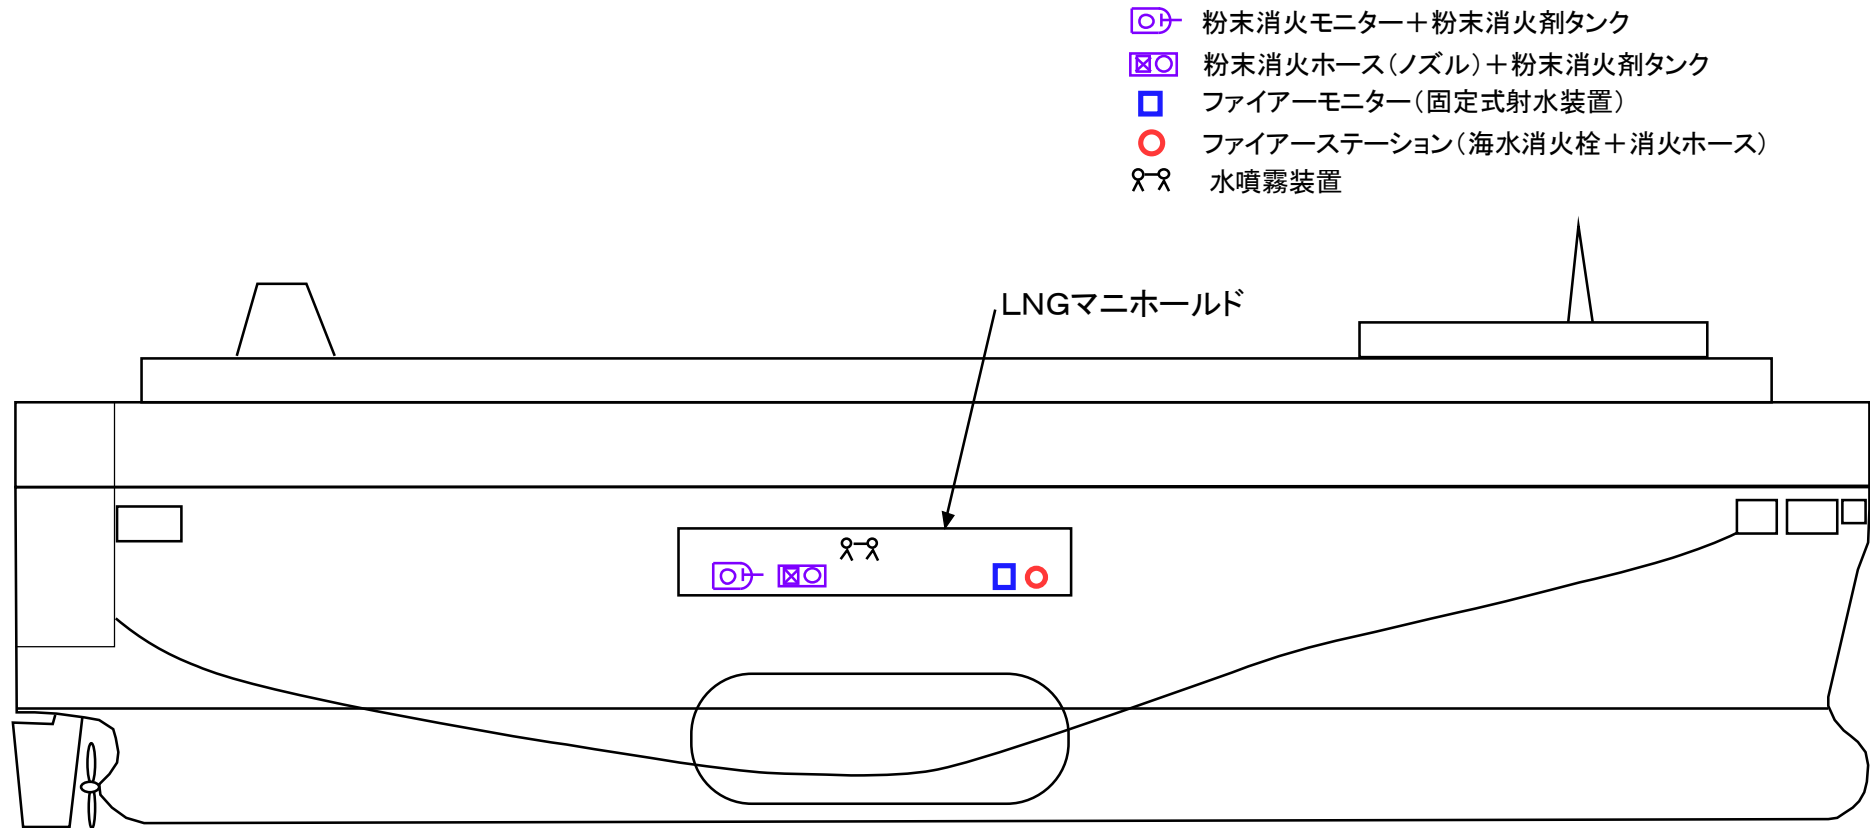 粉末消火モニター＋粉末消火剤タンク
粉末消火ホース（ノズル）＋粉末消火剤タンク
ファイアーモニター（固定式射水装置）
ファイアーステーション（海水消火栓＋消火ホース）
水噴霧装置
LNGマニホールド